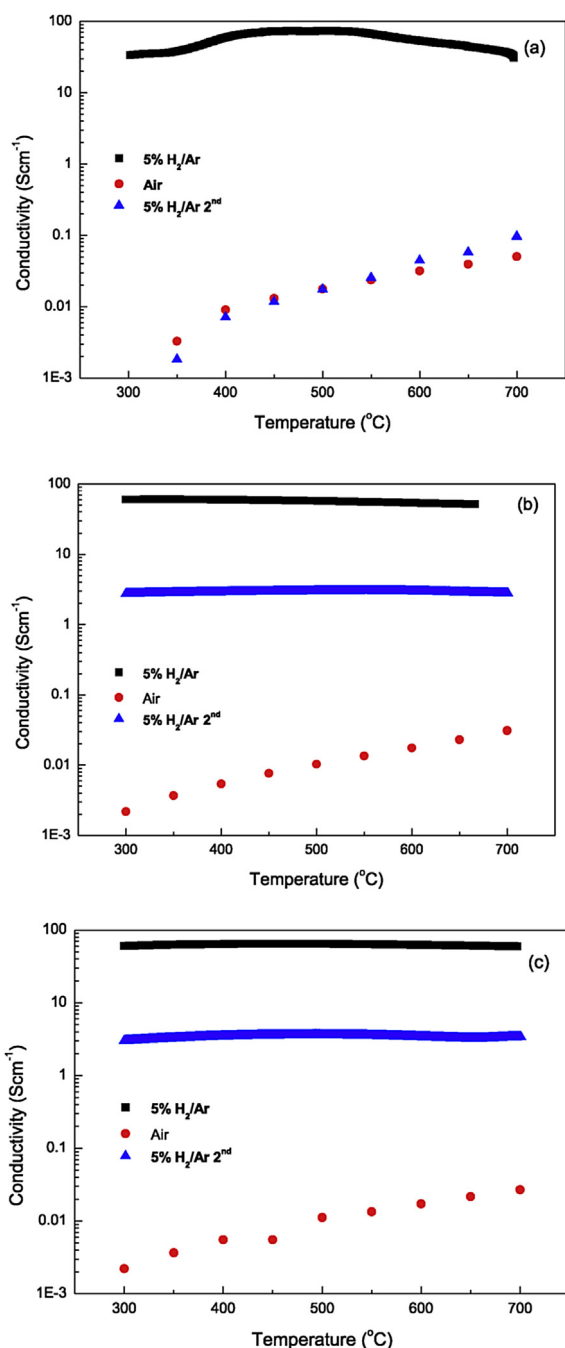 100
(a)
10
1
5% H₂/Ar
Air
5% H₂/Ar 2ⁿᵈ
0.1
0.01
1E-3
Conductivity (Scm⁻¹)
300 400 500 600 700
Temperature (°C)
100
(b)
10
1
5% H₂/Ar
Air
5% H₂/Ar 2ⁿᵈ
0.1
0.01
1E-3
Conductivity (Scm⁻¹)
300 400 500 600 700
Temperature (°C)
100
(c)
10
1
5% H₂/Ar
Air
5% H₂/Ar 2ⁿᵈ
0.1
0.01
1E-3
Conductivity (Scm⁻¹)
300 400 500 600 700
Temperature (°C)